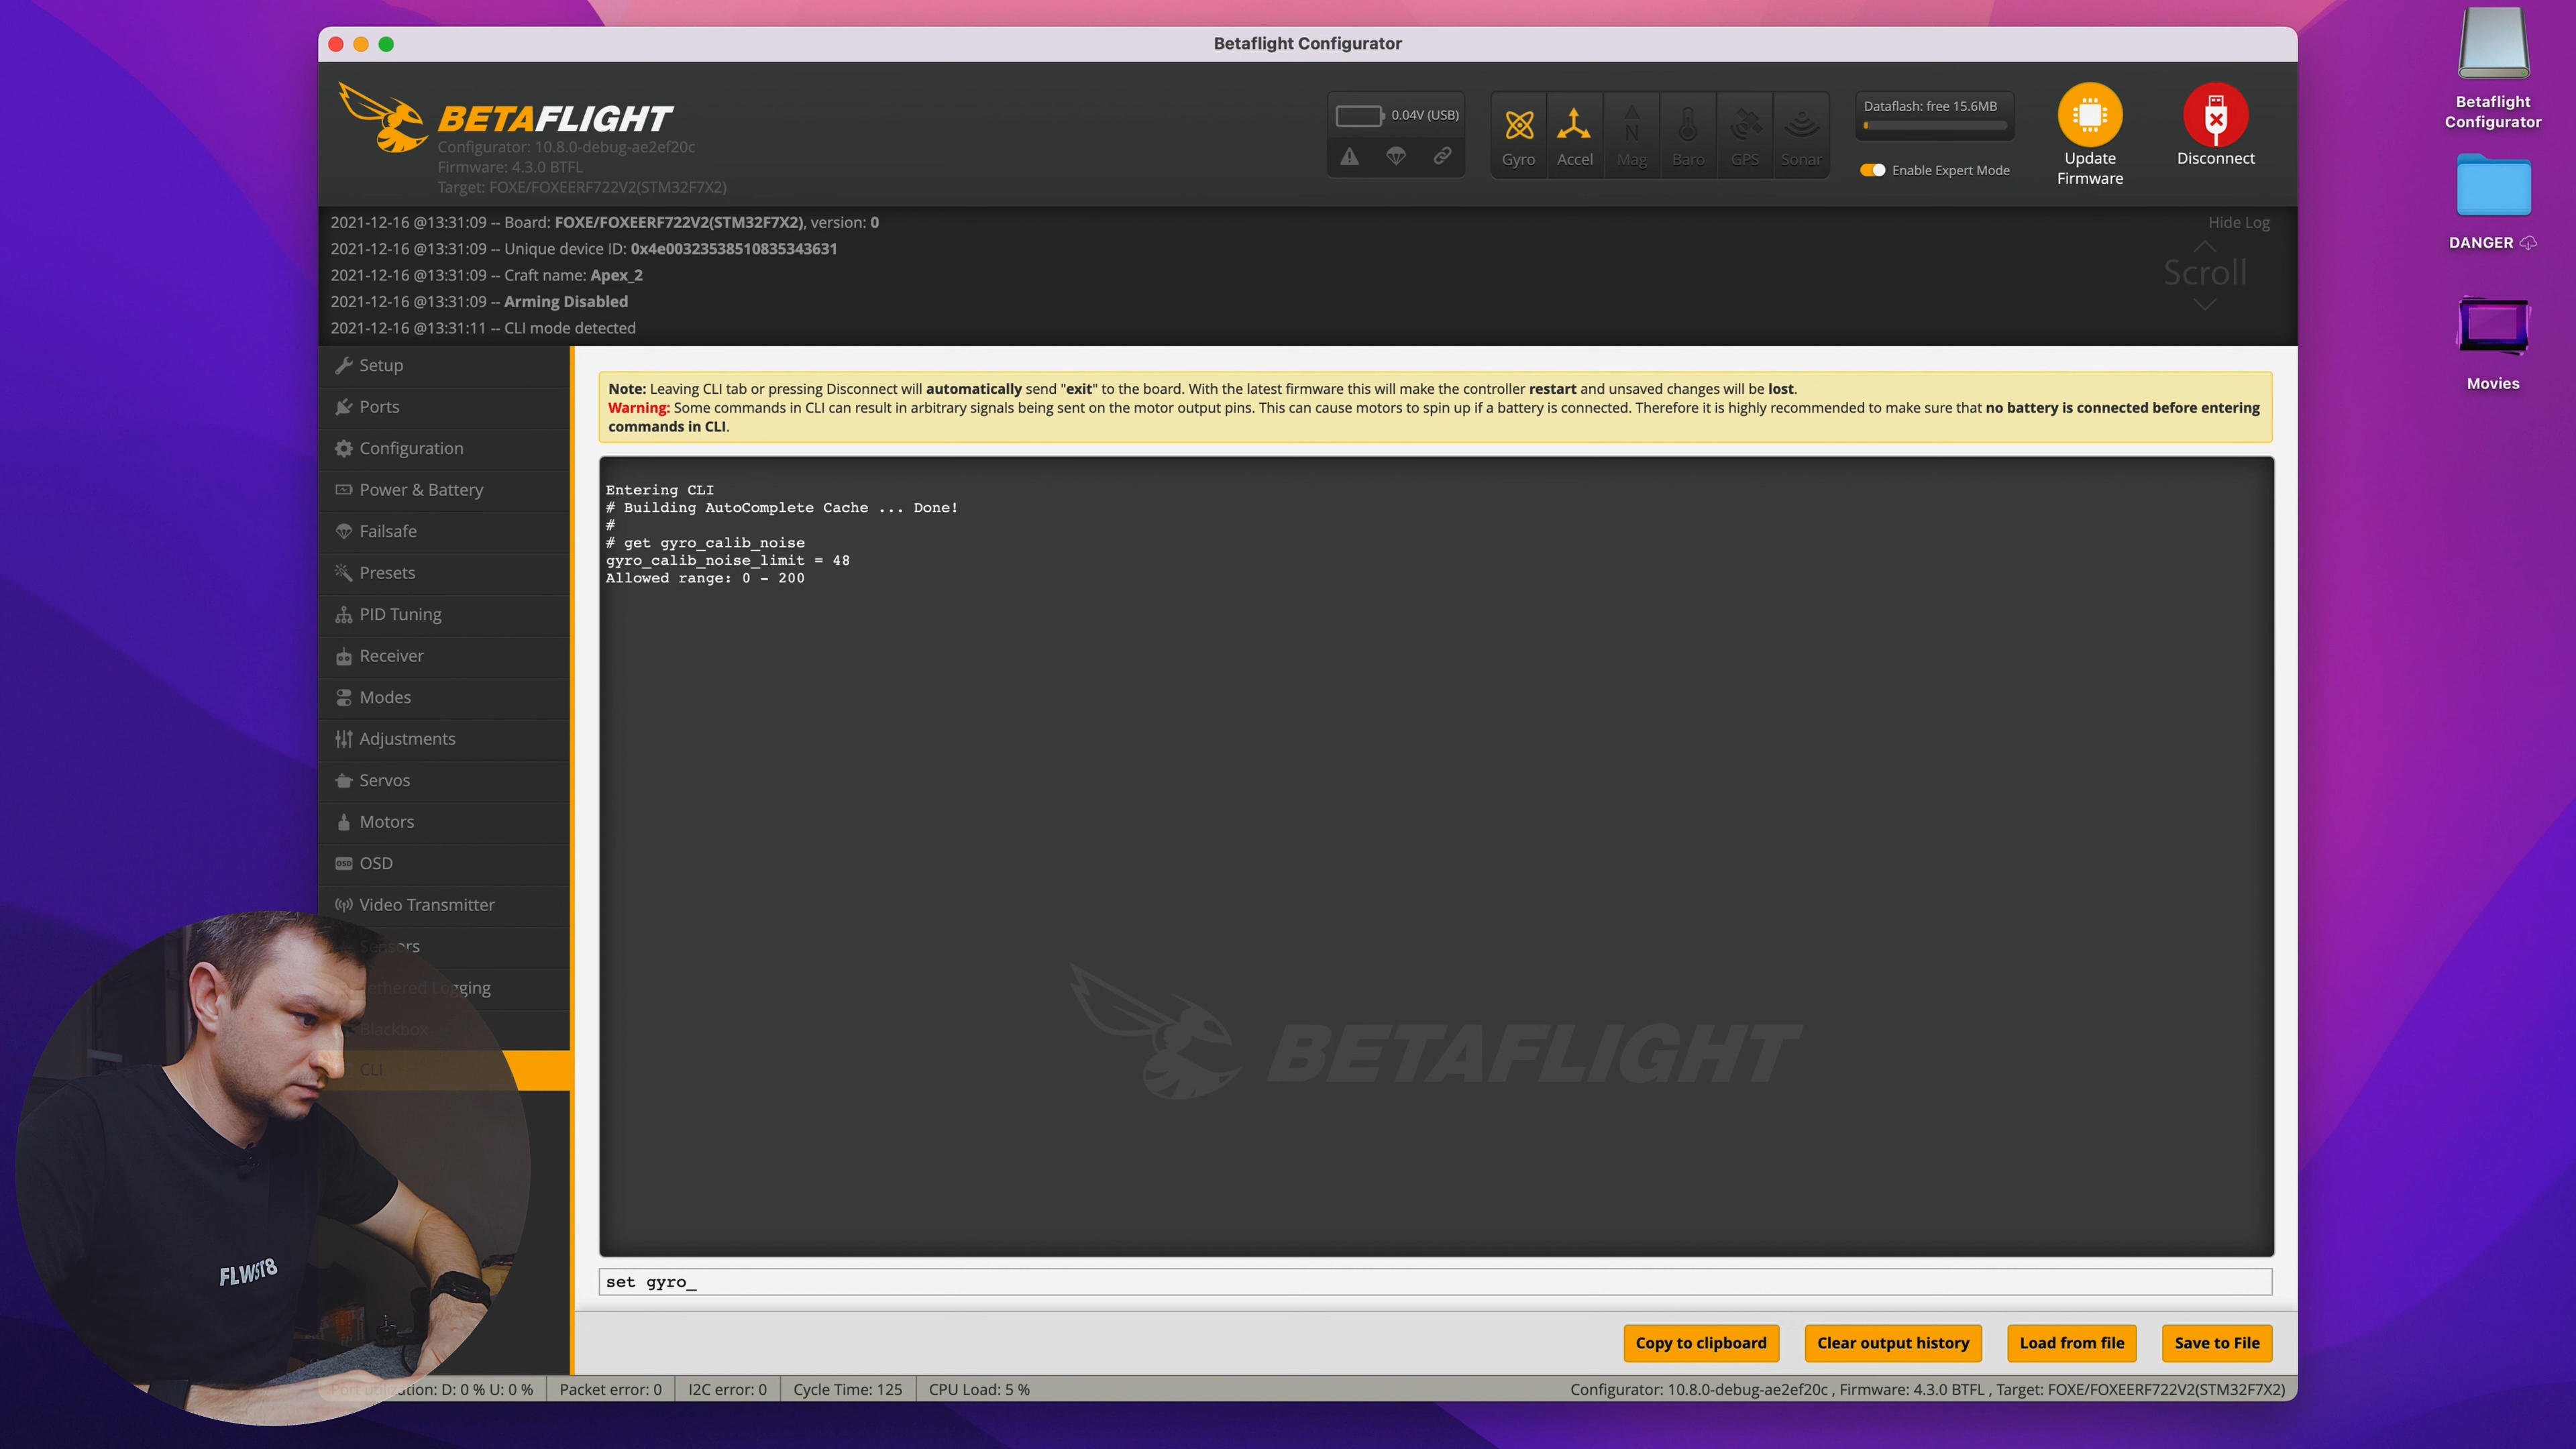 Betaflight Configurator
BETAFLIGHT
Configurator: 10.8.0-debug-ae2ef20c
Firmware: 4.3.0 BTFL
Target: FOXE/FOXEERF722V2(STM32F7X2)
0.04V (USB)
Gyro
Accel
N
Mag
Baro
GPS
Sonar
Dataflash: free 15.6MB
Enable Expert Mode
Update
Firmware
Disconnect
Betaflight
Configurator
DANGER
Movies
2021-12-16 @13:31:09 -- Board: FOXE/FOXEERF722V2(STM32F7X2), version: 0
2021-12-16 @13:31:09 -- Unique device ID: 0x4e00323538510835343631
2021-12-16 @13:31:09 -- Craft name: Apex_2
2021-12-16 @13:31:09 -- Arming Disabled
2021-12-16 @13:31:11 -- CLI mode detected
Hide Log
Scroll
Setup
Ports
Configuration
Power & Battery
Failsafe
Presets
PID Tuning
Receiver
Modes
Adjustments
Servos
Motors
OSD
Video Transmitter
Sensors
Tethered Logging
Blackbox
CLI
Note: Leaving CLI tab or pressing Disconnect will automatically send "exit" to the board. With the latest firmware this will make the controller restart and unsaved changes will be lost.
Warning: Some commands in CLI can result in arbitrary signals being sent on the motor output pins. This can cause motors to spin up if a battery is connected. Therefore it is highly recommended to make sure that no battery is connected before entering
commands in CLI.
Entering CLI
# Building AutoComplete Cache ... Done!
#
# get gyro_calib_noise
gyro_calib_noise_limit = 48
Allowed range: 0 - 200
BETAFLIGHT
set gyro_
FLWST8
Copy to clipboard
Clear output history
Load from file
Save to File
Port utilization: D: 0 % U: 0 %
Packet error: 0
I2C error: 0
Cycle Time: 125
CPU Load: 5 %
Configurator: 10.8.0-debug-ae2ef20c , Firmware: 4.3.0 BTFL , Target: FOXE/FOXEERF722V2(STM32F7X2)